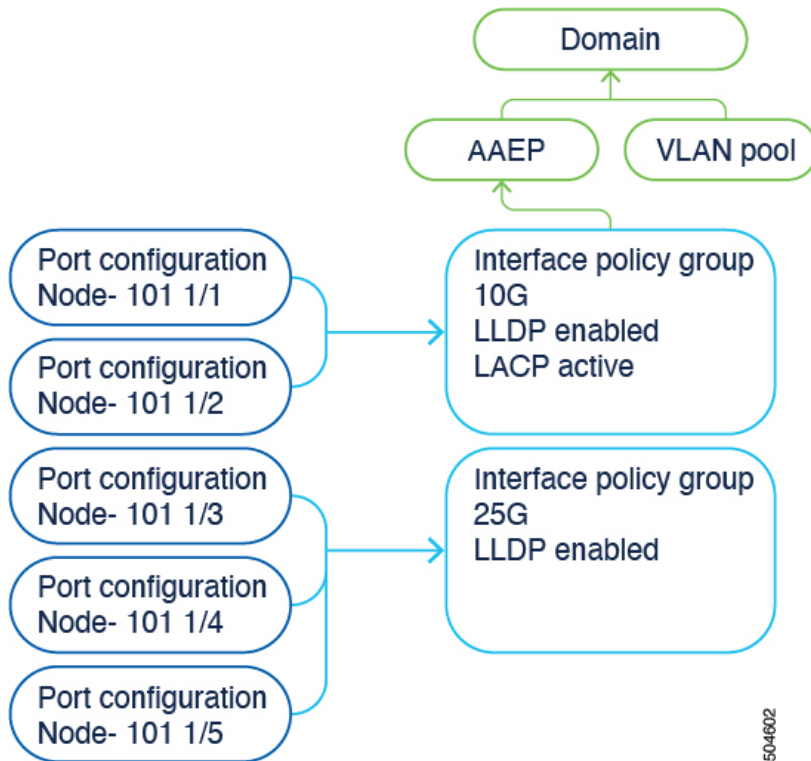 Domain
AAEP
VLAN pool
Port configuration
Node- 101 1/1
Port configuration
Node- 101 1/2
Interface policy group
10G
LLDP enabled
LACP active
Port configuration
Node- 101 1/3
Port configuration
Node- 101 1/4
Port configuration
Node- 101 1/5
Interface policy group
25G
LLDP enabled
504602